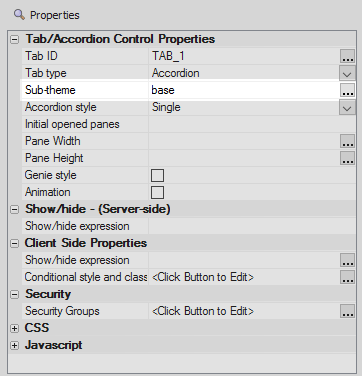 Properties
Tab/Accordion Control Properties
Tab ID TAB_1 ...
Tab type Accordion
Sub-theme base ...
Accordion style Single
Initial opened panes
Pane Width ...
Pane Height ...
Genie style
Animation
Show/hide - (Server-side)
Show/hide expression
Client Side Properties
Show/hide expression ...
Conditional style and class <Click Button to Edit> ...
Security
Security Groups <Click Button to Edit> ...
CSS
Javascript